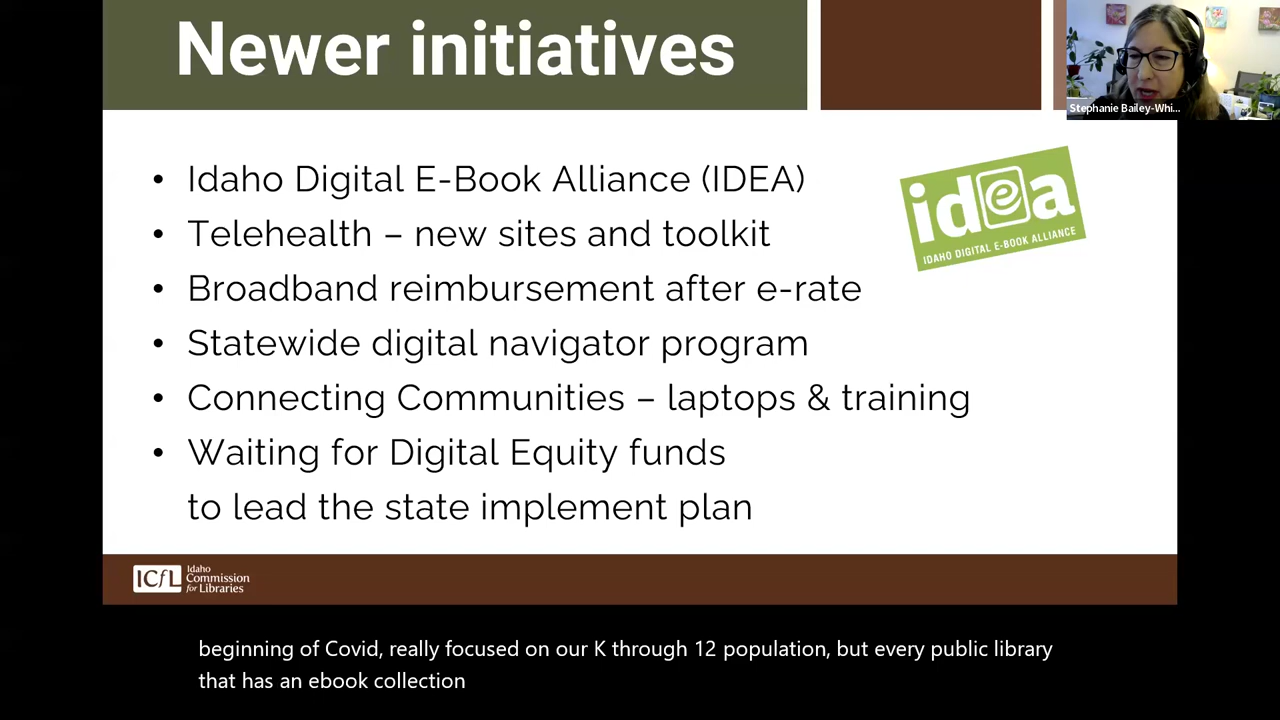 Newer initiatives
Stephanie Bailey-Whi...
• Idaho Digital E-Book Alliance (IDEA)
idea
IDAHO DIGITAL E-BOOK ALLIANCE
• Telehealth – new sites and toolkit
• Broadband reimbursement after e-rate
• Statewide digital navigator program
• Connecting Communities – laptops & training
• Waiting for Digital Equity funds
to lead the state implement plan
ICfL
Idaho
Commission
for Libraries
beginning of Covid, really focused on our K through 12 population, but every public library
that has an ebook collection